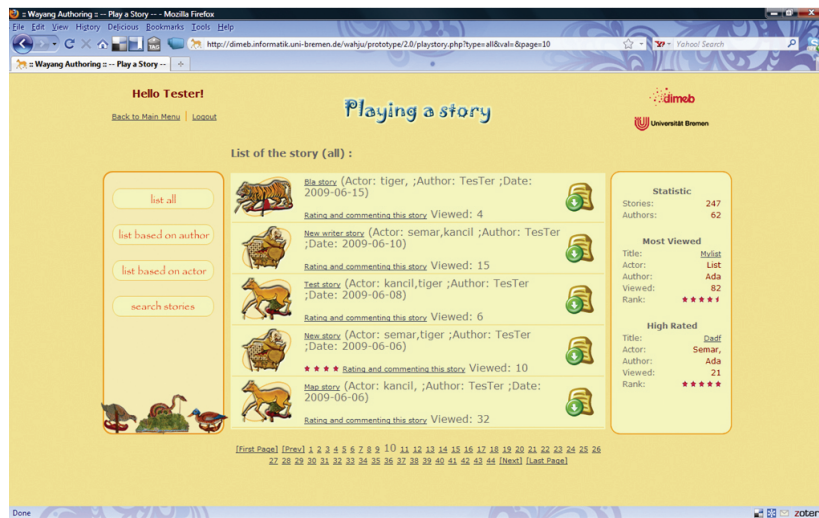 :: Wayang Authoring :: -- Play a Story -- - Mozilla Firefox
File Edit View History Delicious Bookmarks Tools Help
http://dimeb.informatik.uni-bremen.de/wahju/prototype/2.0/playstory.php?type=all&val=&page=10
Yahoo! Search
:: Wayang Authoring :: -- Play a Story --
Hello Tester!
Back to Main Menu | Logout
Playing a story
dimeb
Universität Bremen
List of the story (all) :
list all
list based on author
list based on actor
search stories
Bla story (Actor: tiger, ;Author: TesTer ;Date:
2009-06-15)
Rating and commenting this story Viewed: 4
New writer story (Actor: semar,kancil ;Author: TesTer
;Date: 2009-06-10)
Rating and commenting this story Viewed: 15
Test story (Actor: kancil,tiger ;Author: TesTer
;Date: 2009-06-08)
Rating and commenting this story Viewed: 6
New story (Actor: semar,tiger ;Author: TesTer
;Date: 2009-06-06)
Rating and commenting this story Viewed: 10
Map story (Actor: kancil, ;Author: TesTer ;Date:
2009-06-06)
Rating and commenting this story Viewed: 32
Statistic
Stories: 247
Authors: 62
Most Viewed
Title: Mylist
Actor: List
Author: Ada
Viewed: 82
Rank:
High Rated
Title: Dadf
Actor: Semar,
Author: Ada
Viewed: 21
Rank:
[First Page] [Prev] 1 2 3 4 5 6 7 8 9 10 11 12 13 14 15 16 17 18 19 20 21 22 23 24 25 26
27 28 29 30 31 32 33 34 35 36 37 38 39 40 41 42 43 44 [Next] [Last Page]
Done
zoter